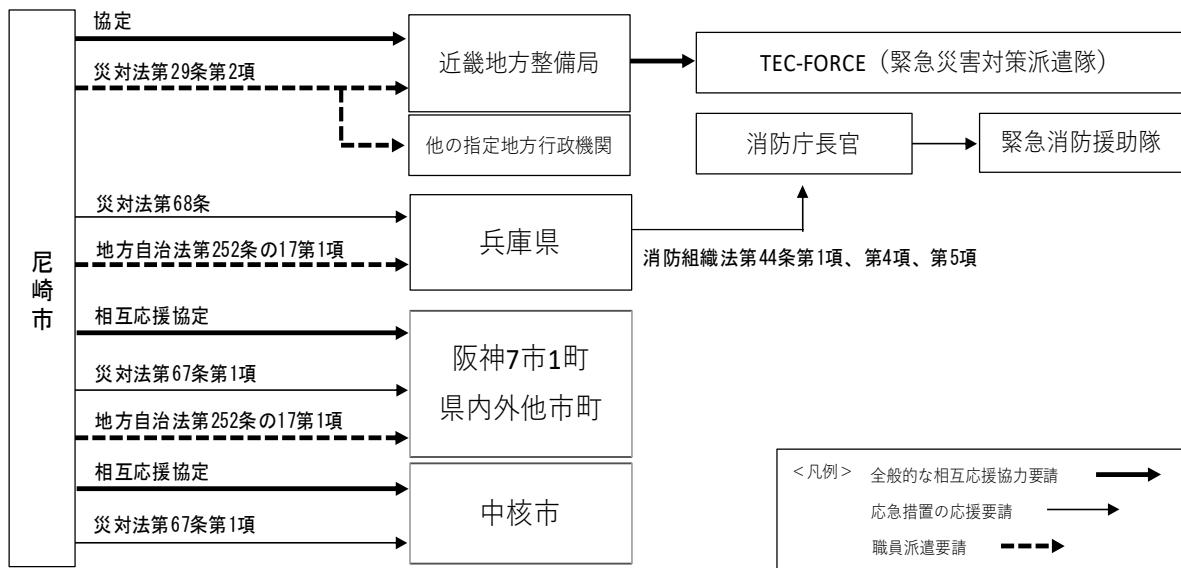 尼崎市
協定
災対法第29条第2項
近畿地方整備局
TEC-FORCE（緊急災害対策派遣隊）
他の指定地方行政機関
消防庁長官
緊急消防援助隊
災対法第68条
地方自治法第252条の17第1項
兵庫県
消防組織法第44条第1項、第4項、第5項
相互応援協定
災対法第67条第1項
地方自治法第252条の17第1項
阪神7市1町
県内外他市町
相互応援協定
災対法第67条第1項
中核市
＜凡例＞ 全般的な相互応援協力要請
応急措置の応援要請
職員派遣要請